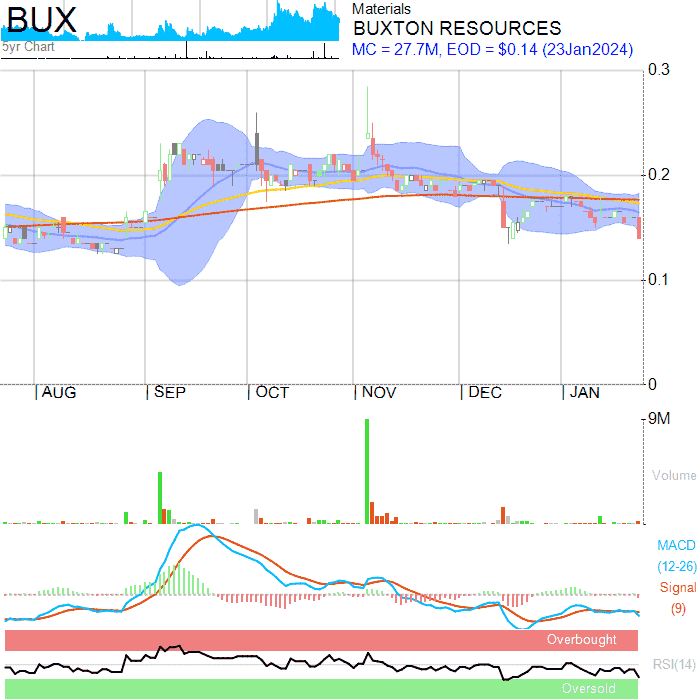 BUX
5yr Chart
Materials
BUXTON RESOURCES
MC = 27.7M, EOD = $0.14 (23Jan2024)
0.3
0.2
0.1
0
AUG
SEP
OCT
NOV
DEC
JAN
9M
Volume
MACD
(12-26)
Signal
(9)
Overbought
RSI(14)
Oversold